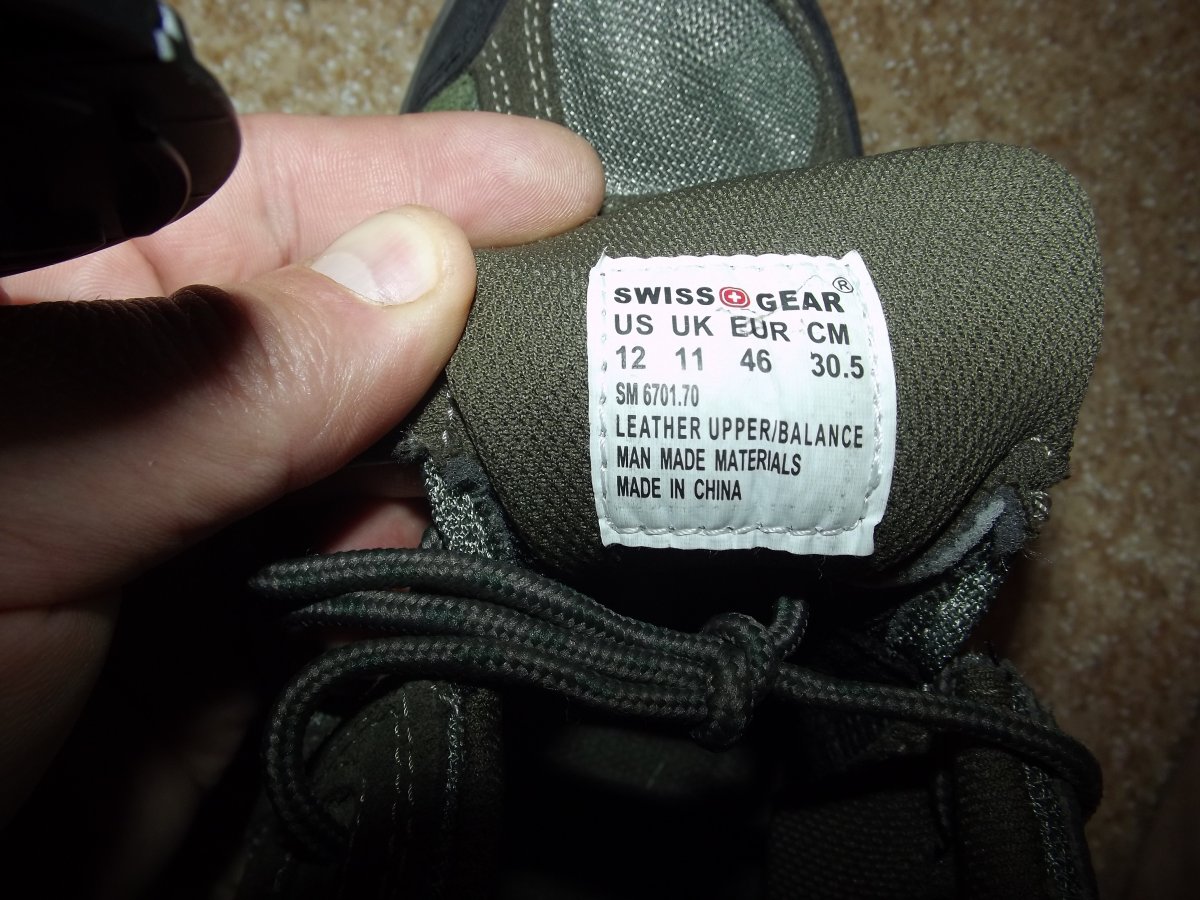 SWISS GEAR®
US UK EUR CM
12 11 46 30.5
SM 6701.70
LEATHER UPPER/BALANCE
MAN MADE MATERIALS
MADE IN CHINA